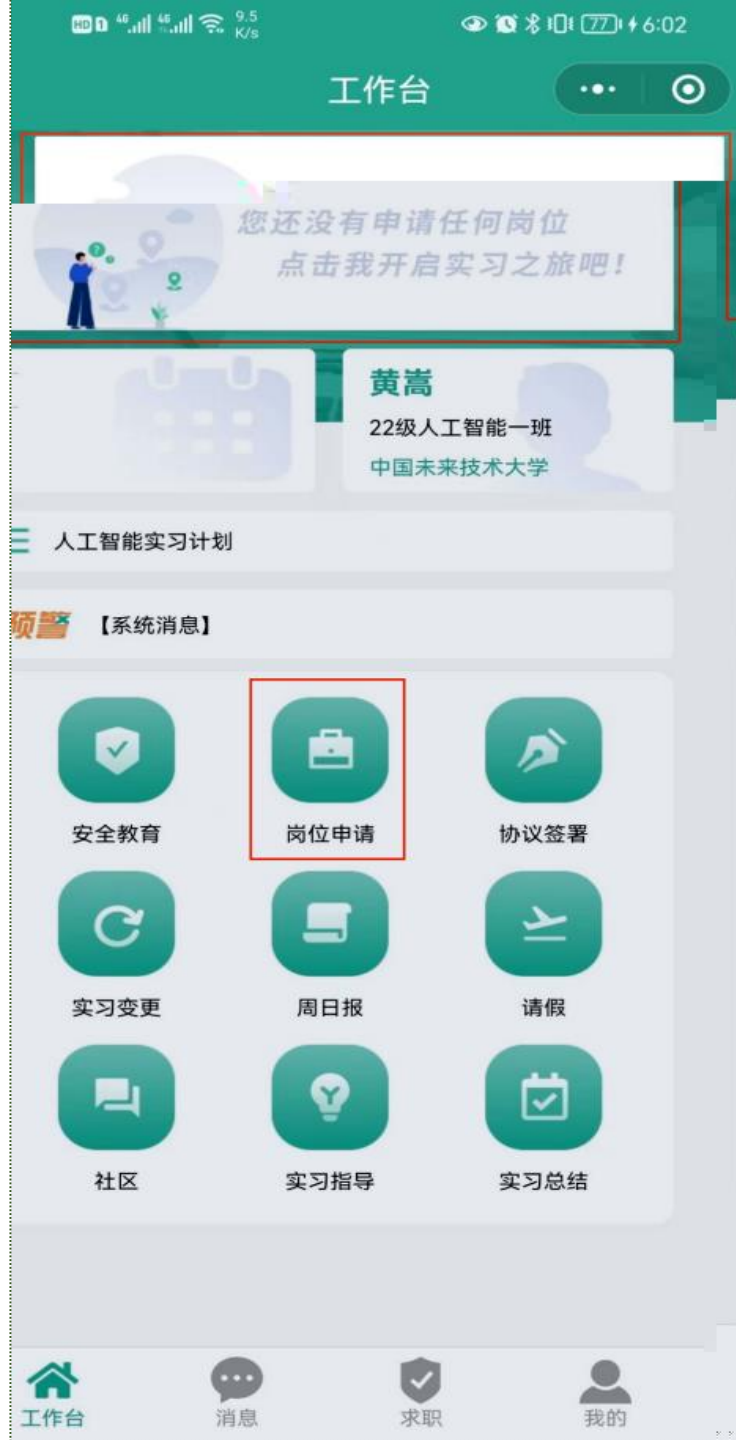 HD 1 4G 4G 9.5 K/s 77 6:02
工作台
您还没有申请任何岗位
点击我开启实习之旅吧！
黄嵩
22级人工智能一班
中国未来技术大学
人工智能实习计划
预警 【系统消息】
安全教育 岗位申请 协议签署
实习变更 周日报 请假
社区 实习指导 实习总结
工作台 消息 求职 我的